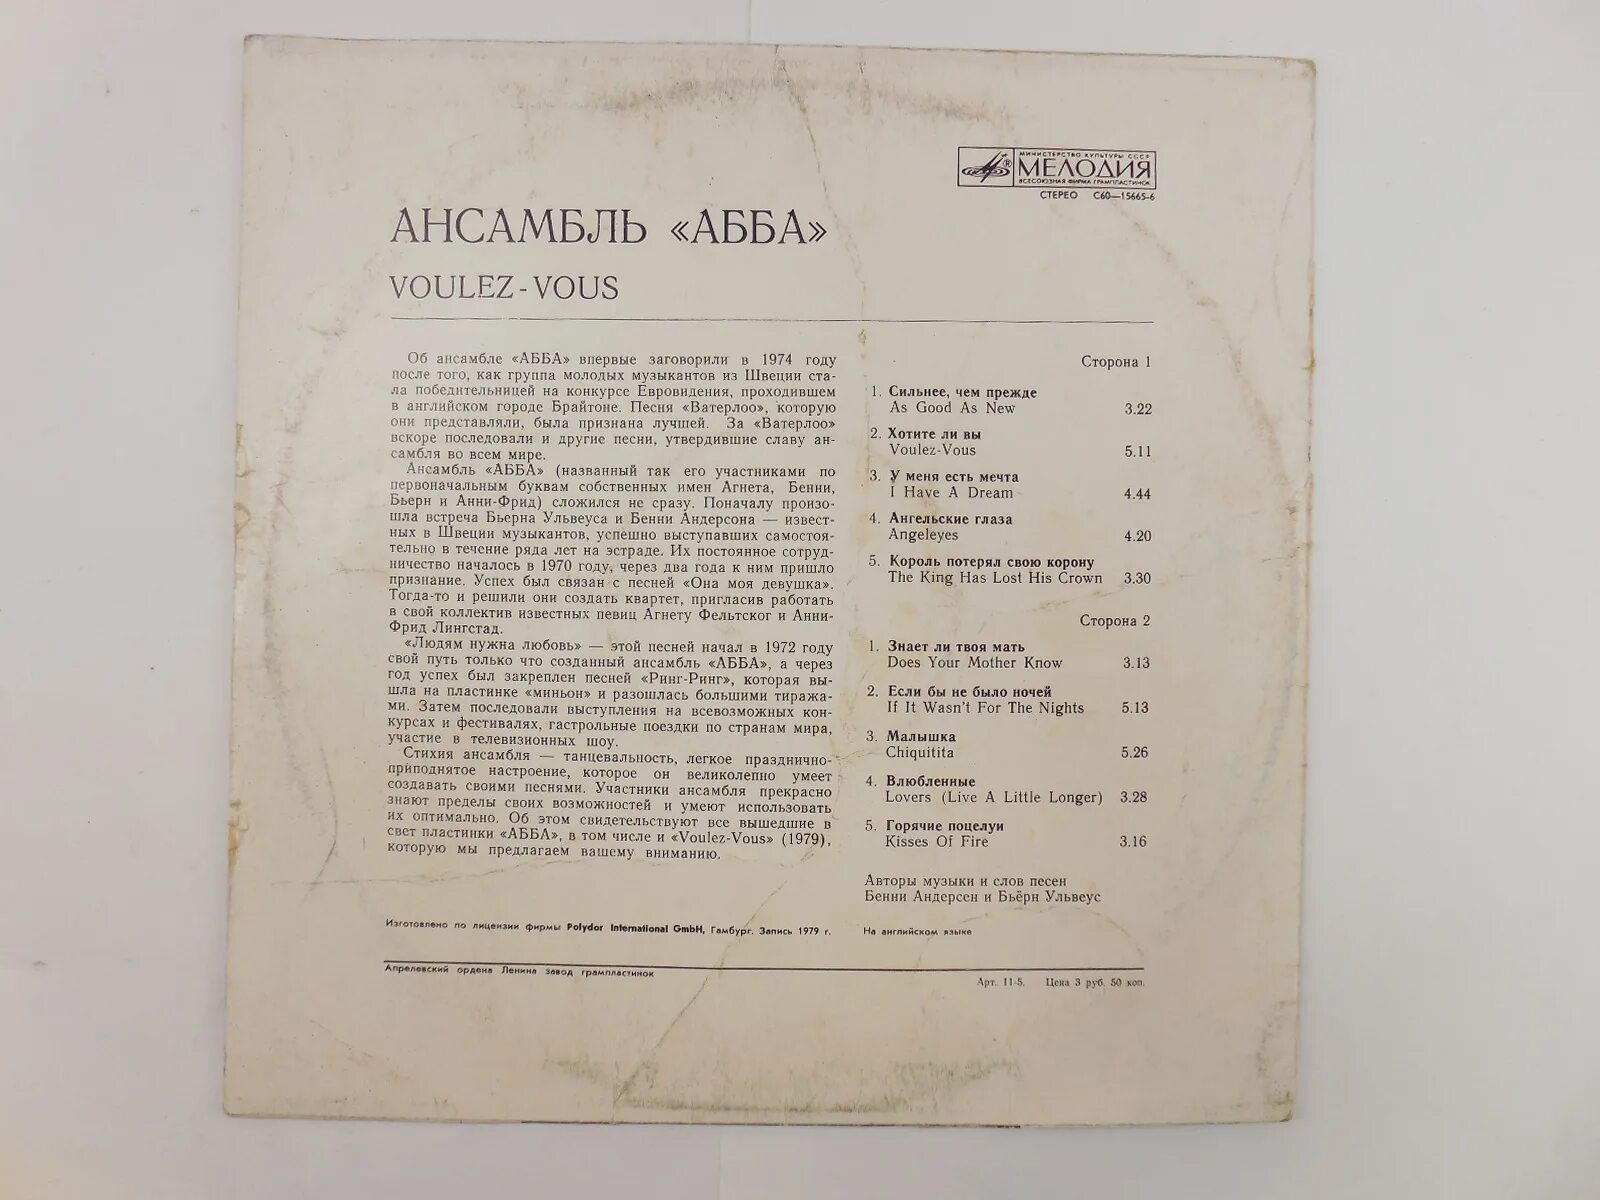 МИНИСТЕРСТВО КУЛЬТУРЫ СССР
МЕЛОДИЯ
ВСЕСОЮЗНАЯ ФИРМА ГРАМПЛАСТИНОК
СТЕРЕО С60—15665-6
АНСАМБЛЬ «АББА»
VOULEZ-VOUS
Об ансамбле «АББА» впервые заговорили в 1974 году
после того, как группа молодых музыкантов из Швеции ста-
ла победительницей на конкурсе Евровидения, проходившем
в английском городе Брайтоне. Песня «Ватерлоо», которую
они представляли, была признана лучшей. За «Ватерлоо»
вскоре последовали и другие песни, утвердившие славу ан-
самбля во всем мире.
Ансамбль «АББА» (названный так его участниками по
первоначальным буквам собственных имен Агнета, Бенни,
Бьерн и Анни-Фрид) сложился не сразу. Поначалу произо-
шла встреча Бьерна Ульвеуса и Бенни Андерсона — извест-
ных в Швеции музыкантов, успешно выступавших самостоя-
тельно в течение ряда лет на эстраде. Их постоянное сотруд-
ничество началось в 1970 году, через два года к ним пришло
признание. Успех был связан с песней «Она моя девушка».
Тогда-то и решили они создать квартет, пригласив работать
в свой коллектив известных певиц Агнету Фельтског и Анни-
Фрид Лингстад.
«Людям нужна любовь» — этой песней начал в 1972 году
свой путь только что созданный ансамбль «АББА», а через
год успех был закреплен песней «Ринг-Ринг», которая вы-
шла на пластинке «миньон» и разошлась большими тиража-
ми. Затем последовали выступления на всевозможных кон-
курсах и фестивалях, гастрольные поездки по странам мира,
участие в телевизионных шоу.
Стихия ансамбля — танцевальность, легкое празднично-
приподнятое настроение, которое он великолепно умеет
создавать своими песнями. Участники ансамбля прекрасно
знают пределы своих возможностей и умеют использовать
их оптимально. Об этом свидетельствуют все вышедшие в
свет пластинки «АББА», в том числе и «Voulez-Vous» (1979),
которую мы предлагаем вашему вниманию.
Сторона 1
1. Сильнее, чем прежде
As Good As New 3.22
2. Хотите ли вы
Voulez-Vous 5.11
3. У меня есть мечта
I Have A Dream 4.44
4. Ангельские глаза
Angeleyes 4.20
5. Король потерял свою корону
The King Has Lost His Crown 3.30
Сторона 2
1. Знает ли твоя мать
Does Your Mother Know 3.13
2. Если бы не было ночей
If It Wasn't For The Nights 5.13
3. Малышка
Chiquitita 5.26
4. Влюбленные
Lovers (Live A Little Longer) 3.28
5. Горячие поцелуи
Kisses Of Fire 3.16
Авторы музыки и слов песен
Бенни Андерсен и Бьёрн Ульвеус
Изготовлено по лицензии фирмы Polydor International GmbH, Гамбург. Запись 1979 г.
На английском языке
Апрелевский ордена Ленина завод грампластинок
Арт. 11-5. Цена 3 руб. 50 коп.